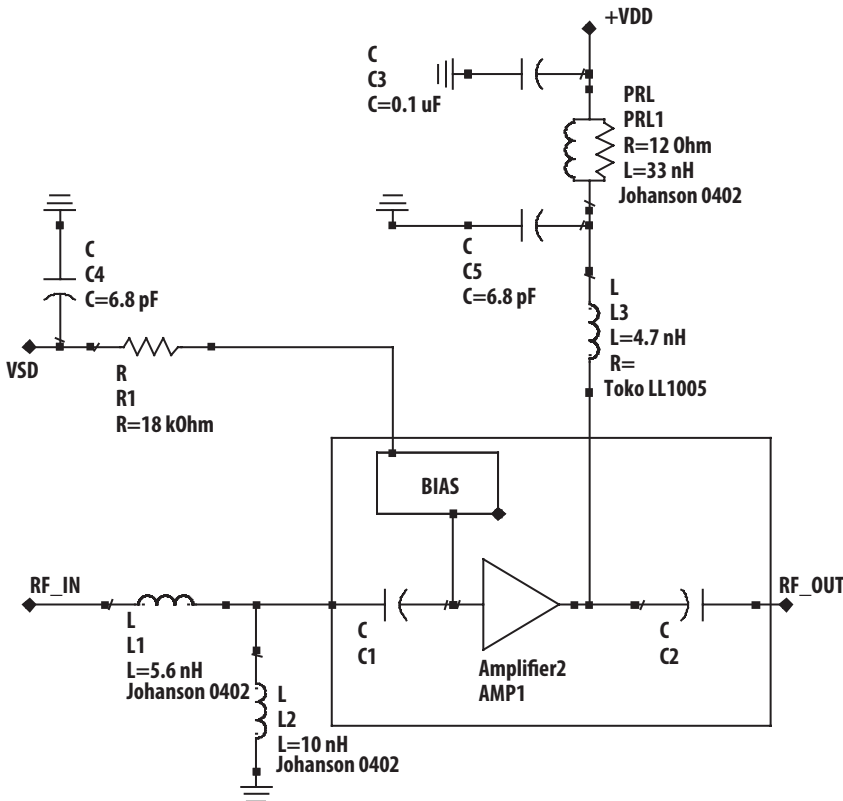 +VDD
C
C3
C=0.1 uF
PRL
PRL1
R=12 Ohm
L=33 nH
Johanson 0402
C
C4
C=6.8 pF
C
C5
C=6.8 pF
L
L3
L=4.7 nH
R=
Toko LL1005
VSD
R
R1
R=18 kOhm
BIAS
RF_IN
RF_OUT
L
L1
L=5.6 nH
Johanson 0402
C
C1
Amplifier2
AMP1
C
C2
L
L2
L=10 nH
Johanson 0402